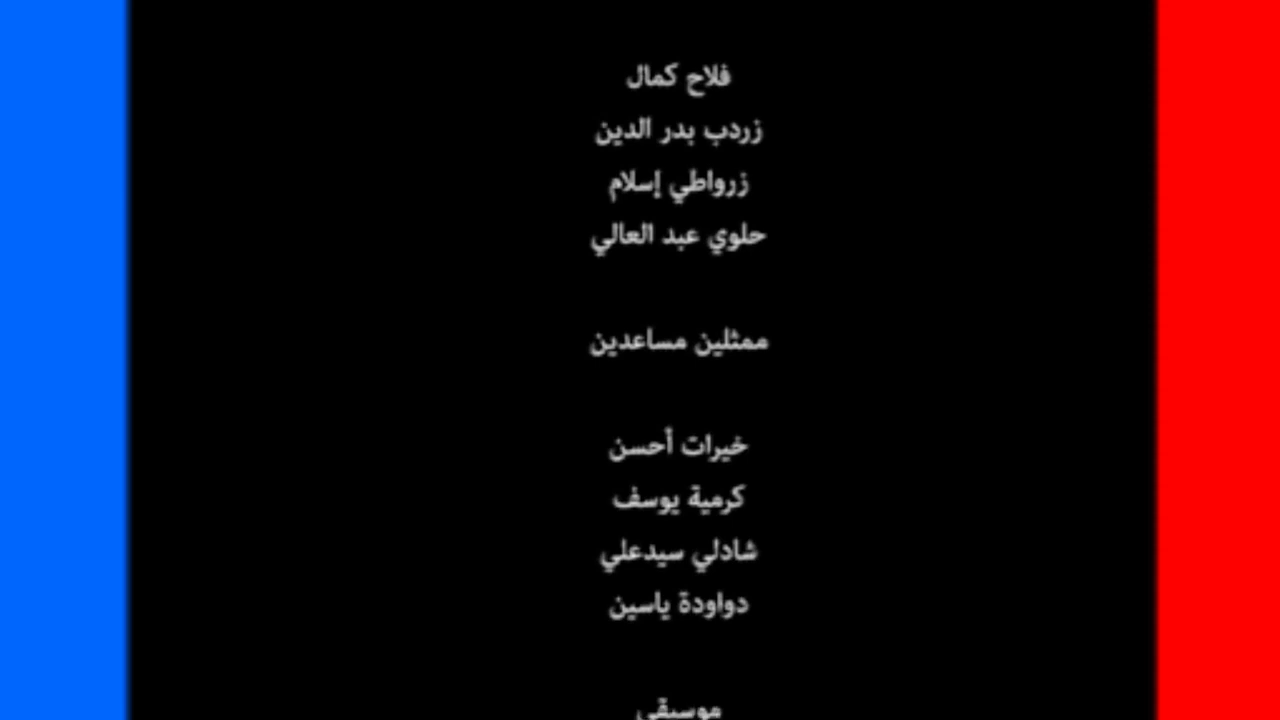 فلاح كمال
زردب بدر الدين
زرواطي إسلام
حلوي عبد العالي
ممثلين مساعدين
خيرات أحسن
كرمية يوسف
شادلي سيدعلي
دواودة ياسين
موسيقى